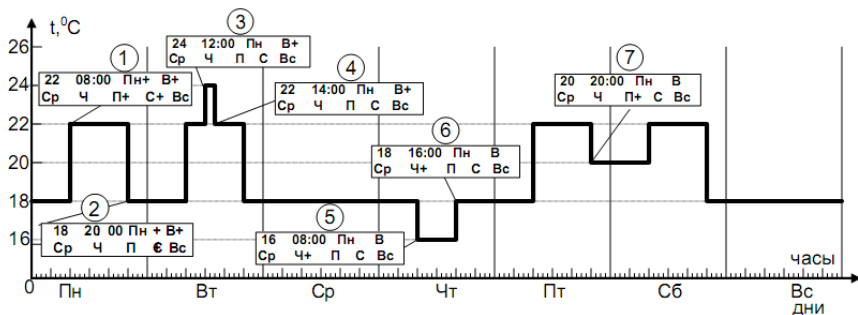 t,⁰C
26
24
22
20
18
16
0
1
22 08:00 Пн+ В+
Ср Ч П+ С+ Вс
2
18 20 00 Пн + В+
Ср Ч П Є Вс
3
24 12:00 Пн В+
Ср Ч П С Вс
4
22 14:00 Пн В+
Ср Ч П С Вс
5
16 08:00 Пн В
Ср Ч+ П С Вс
6
18 16:00 Пн В
Ср Ч+ П С Вс
7
20 20:00 Пн В
Ср Ч П+ С Вс
часы
Пн Вт Ср Чт Пт Сб Вс
дни